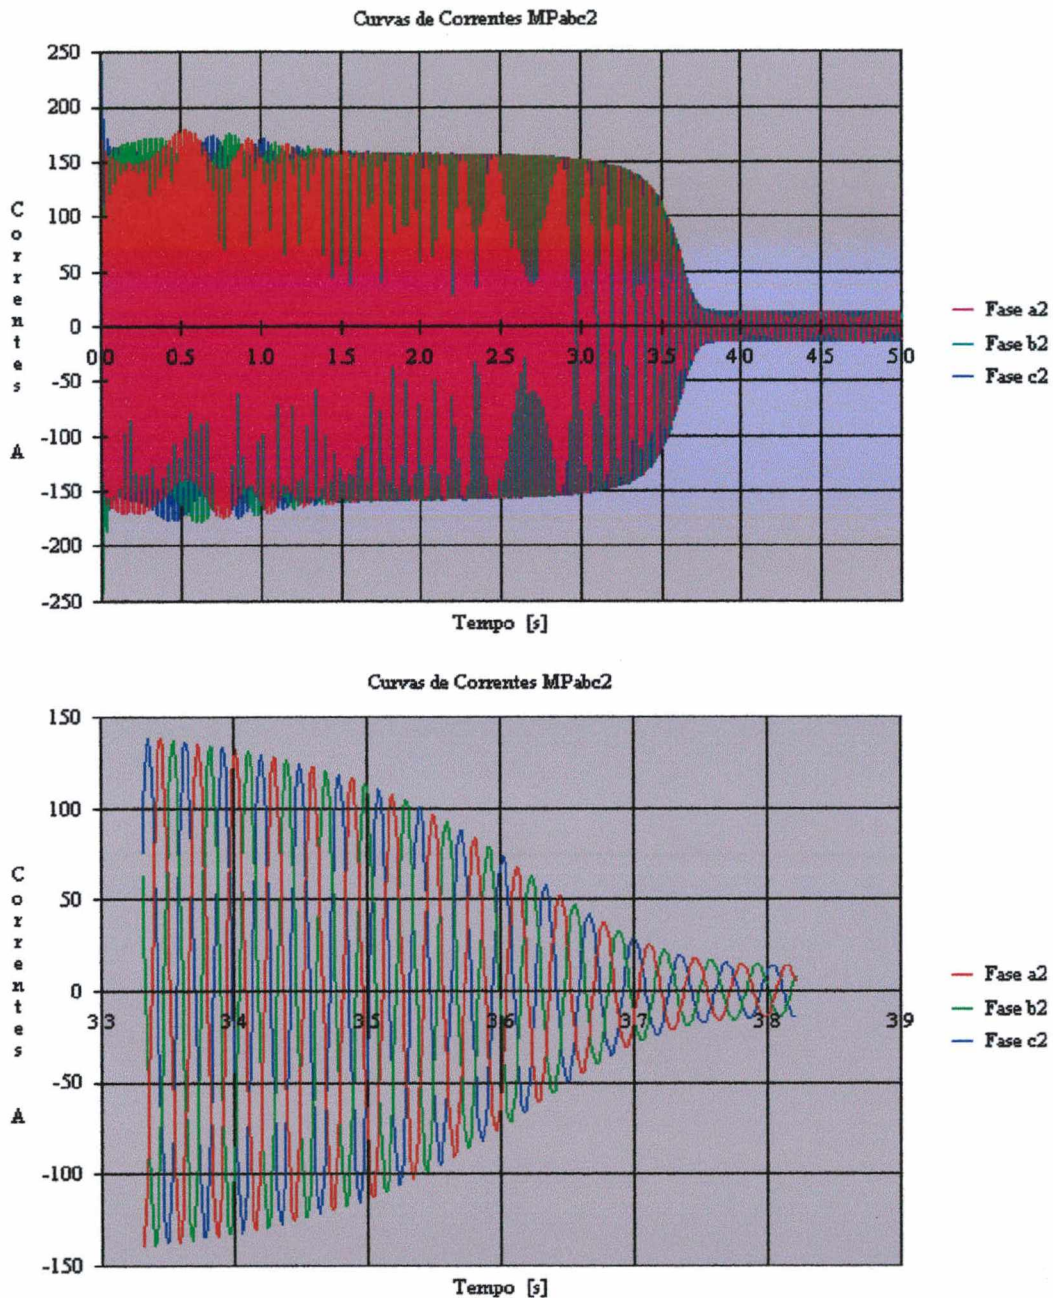 Curvas de Correntes MPabc2
250
200
150
100
50
0
-50
-100
-150
-200
-250
Correntes A
0.0 0.5 1.0 1.5 2.0 2.5 3.0 3.5 4.0 4.5 5.0
Tempo [s]
Fase a2
Fase b2
Fase c2
Curvas de Correntes MPabc2
150
100
50
0
-50
-100
-150
Correntes A
3.3 3.4 3.5 3.6 3.7 3.8 3.9
Tempo [s]
Fase a2
Fase b2
Fase c2